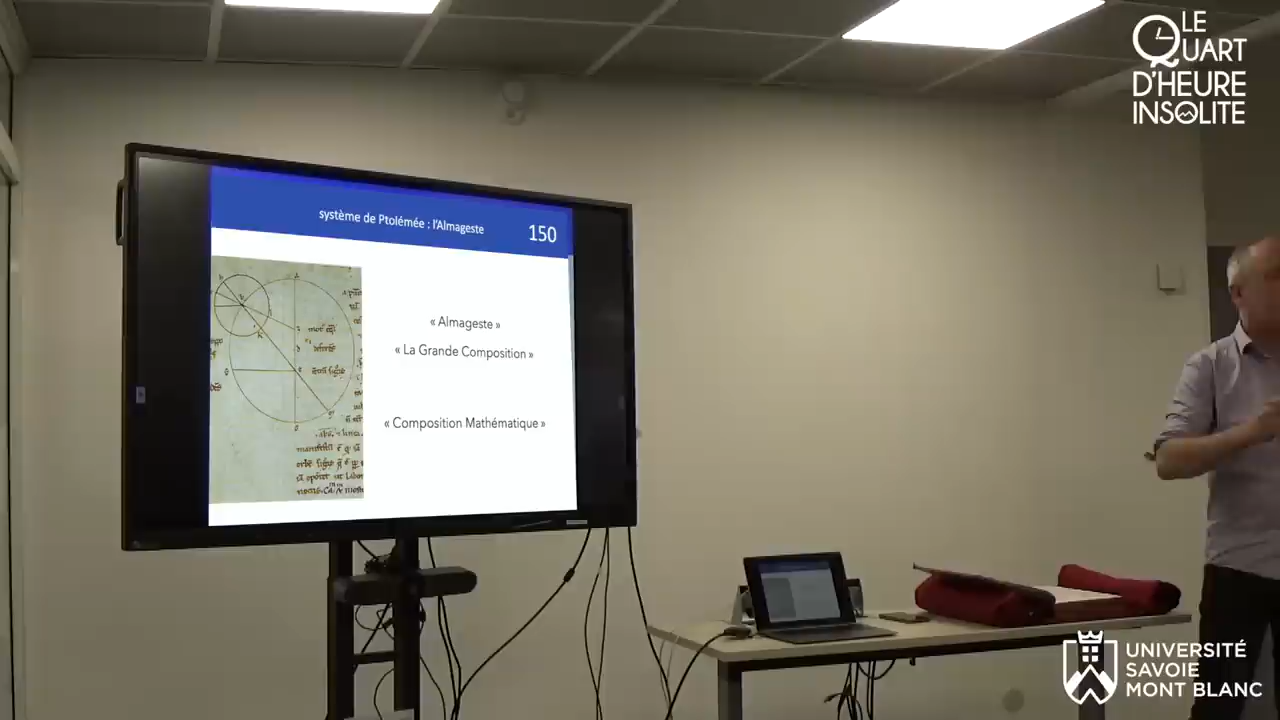 LE
QUART
D'HEURE
INSOLITE
système de Ptolémée : l'Almageste
150
« Almageste »
« La Grande Composition »
« Composition Mathématique »
UNIVERSITÉ
SAVOIE
MONT BLANC